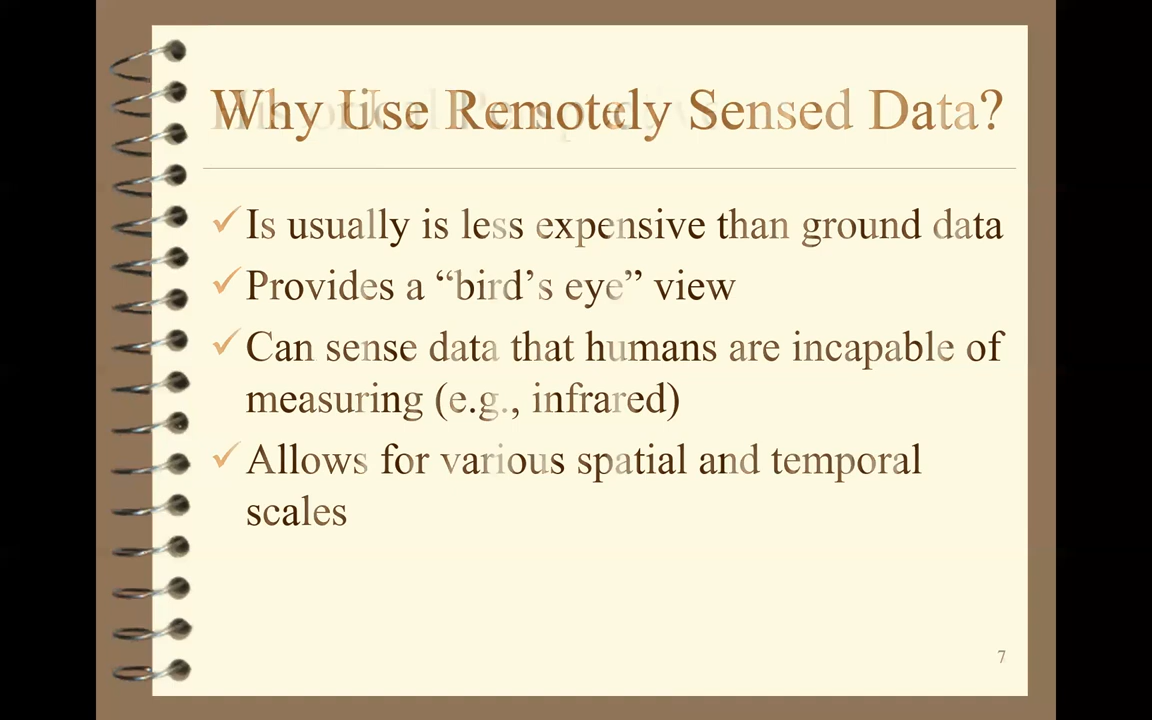 Why Use Remotely Sensed Data?
Is usually is less expensive than ground data
Provides a “bird’s eye” view
Can sense data that humans are incapable of
measuring (e.g., infrared)
Allows for various spatial and temporal
scales
7